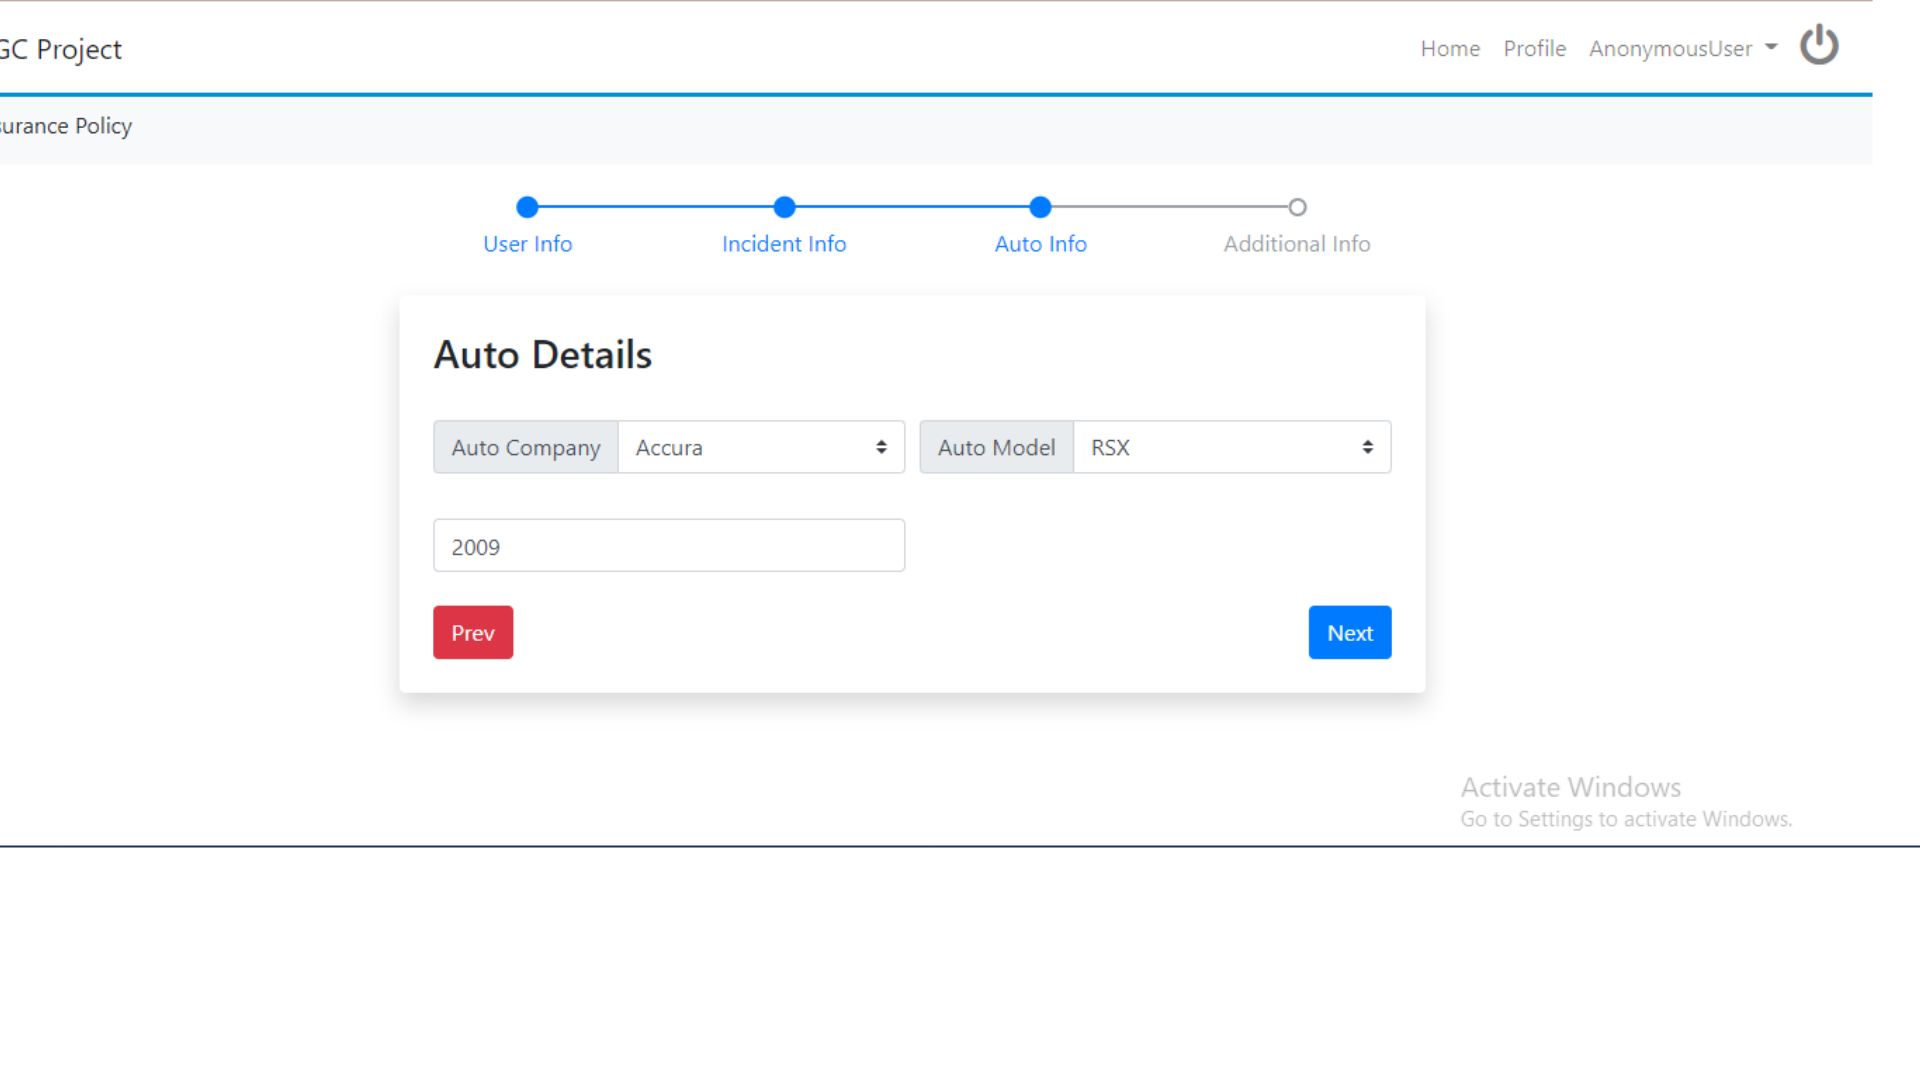 GC Project
Home Profile AnonymousUser
surance Policy
User Info Incident Info Auto Info Additional Info
Auto Details
Auto Company Accura Auto Model RSX
2009
Prev Next
Activate Windows
Go to Settings to activate Windows.